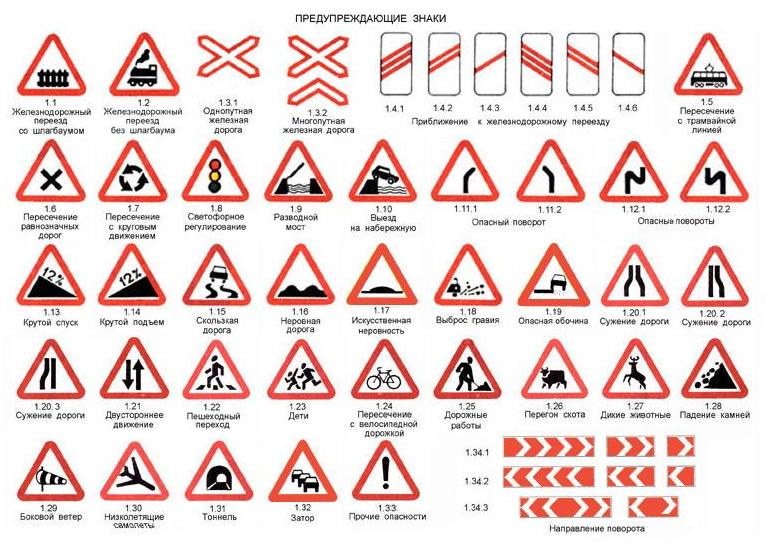 ПРЕДУПРЕЖДАЮЩИЕ ЗНАКИ
1.1
Железнодорожный
переезд
со шлагбаумом
1.2
Железнодорожный
переезд
без шлагбаума
1.3.1
Однопутная
железная
дорога
1.3.2
Многопутная
железная дорога
1.4.1
1.4.2
1.4.3
1.4.4
1.4.5
1.4.6
Приближение к железнодорожному переезду
1.5
Пересечение
с трамвайной
линией
1.6
Пересечение
равнозначных
дорог
1.7
Пересечение
с круговым
движением
1.8
Светофорное
регулирование
1.9
Разводной
мост
1.10
Выезд
на набережную
1.11.1
1.11.2
Опасный поворот
1.12.1
1.12.2
Опасные повороты
12%
1.13
Крутой спуск
12%
1.14
Крутой подъем
1.15
Скользкая
дорога
1.16
Неровная
дорога
1.17
Искусственная
неровность
1.18
Выброс гравия
1.19
Опасная обочина
1.20.1
Сужение дороги
1.20.2
Сужение дороги
1.20.3
Сужение дороги
1.21
Двустороннее
движение
1.22
Пешеходный
переход
1.23
Дети
1.24
Пересечение
с велосипедной
дорожкой
1.25
Дорожные
работы
1.26
Перегон скота
1.27
Дикие животные
1.28
Падение камней
1.29
Боковой ветер
1.30
Низколетящие
самолеты
1.31
Тоннель
1.32
Затор
1.33
Прочие опасности
1.34.1
1.34.2
1.34.3
Направление поворота